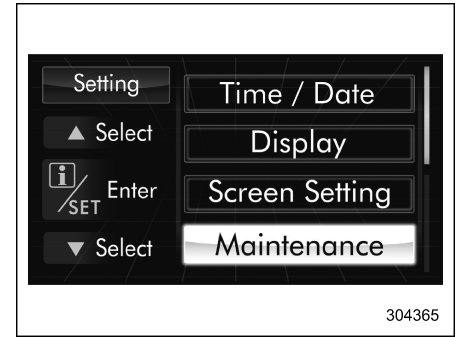 Setting
▲ Select
i/SET Enter
▼ Select
Time / Date
Display
Screen Setting
Maintenance
304365